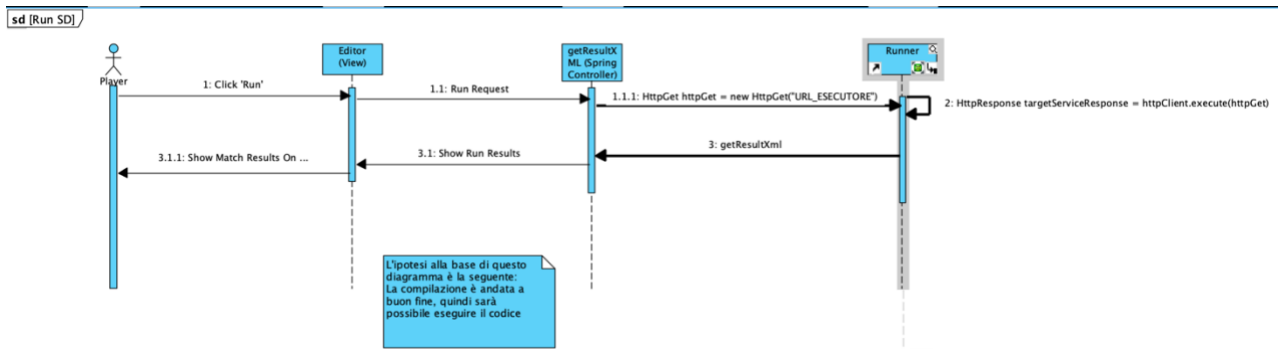 sd [Run SD]
Player
Editor
(View)
getResultX
ML (Spring
Controller)
Runner
1: Click 'Run'
1.1: Run Request
1.1.1: HttpGet httpGet = new HttpGet("URL_ESECUTORE")
2: HttpResponse targetServiceResponse = httpClient.execute(httpGet)
3: getResultXml
3.1: Show Run Results
3.1.1: Show Match Results On ...
L'ipotesi alla base di questo
diagramma è la seguente:
La compilazione è andata a
buon fine, quindi sarà
possibile eseguire il codice